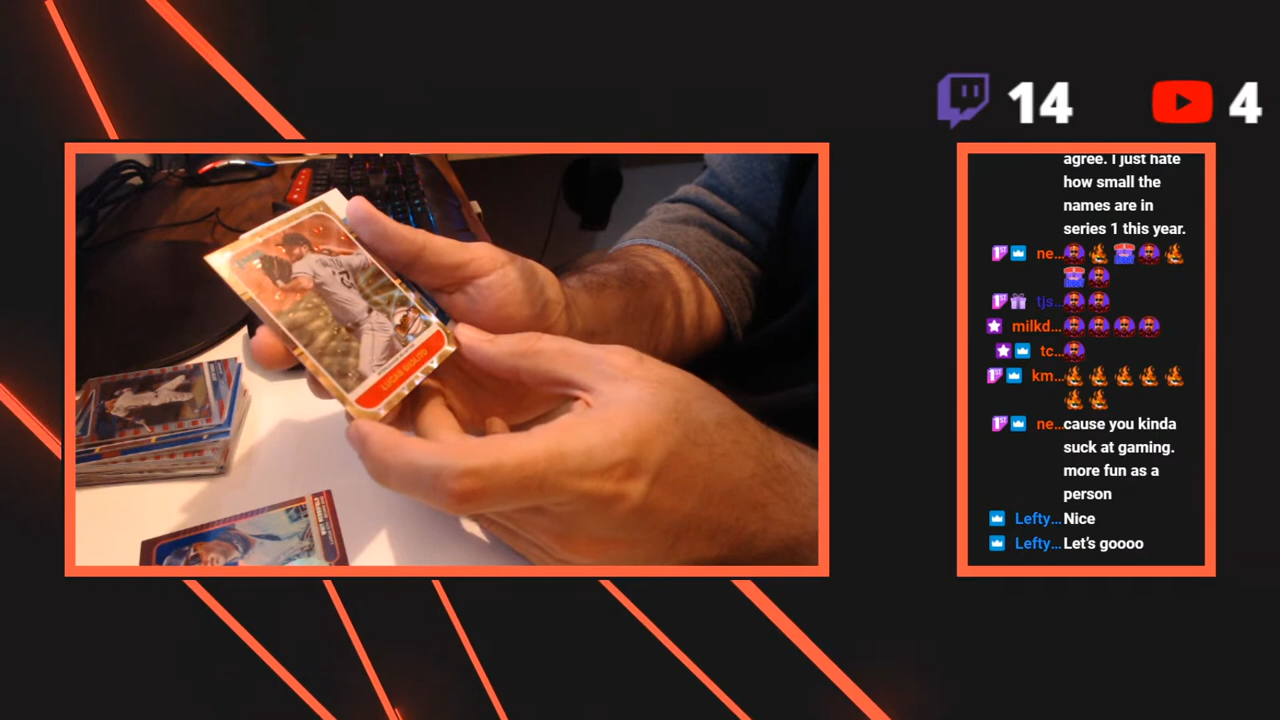 14
4
agree. I just hate
how small the
names are in
series 1 this year.
ne...
tjs...
milkd...
tc...
km...
ne... cause you kinda
suck at gaming.
more fun as a
person
Lefty... Nice
Lefty... Let's goooo
LUCAS GIOLITO